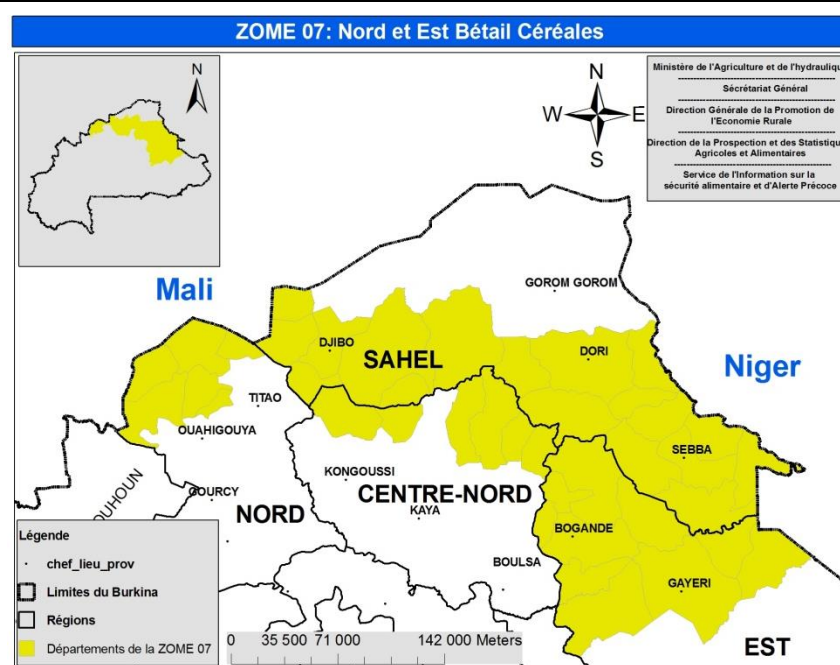 ZOME 07: Nord et Est Bétail Céréales
N
N
W
E
S
Ministère de l'Agriculture et de l'hydraulique
Sécrétariat Général
Direction Générale de la Promotion de
l'Economie Rurale
Direction de la Prospection et des Statistiqu
Agricoles et Alimentaires
Service de l'Information sur la
sécurité alimentaire et d'Alerte Précoce
GOROM GOROM
Mali
DJIBO
SAHEL
DORI
Niger
TITAO
OUAHIGOUYA
SEBBA
KONGOUSSI
CENTRE-NORD
OUHOUN
GOURCY
NORD
KAYA
BOGANDE
BOULSA
GAYERI
EST
Légende
chef_lieu_prov
Limites du Burkina
Régions
Départements de la ZOME 07
0 35 500 71 000 142 000 Meters